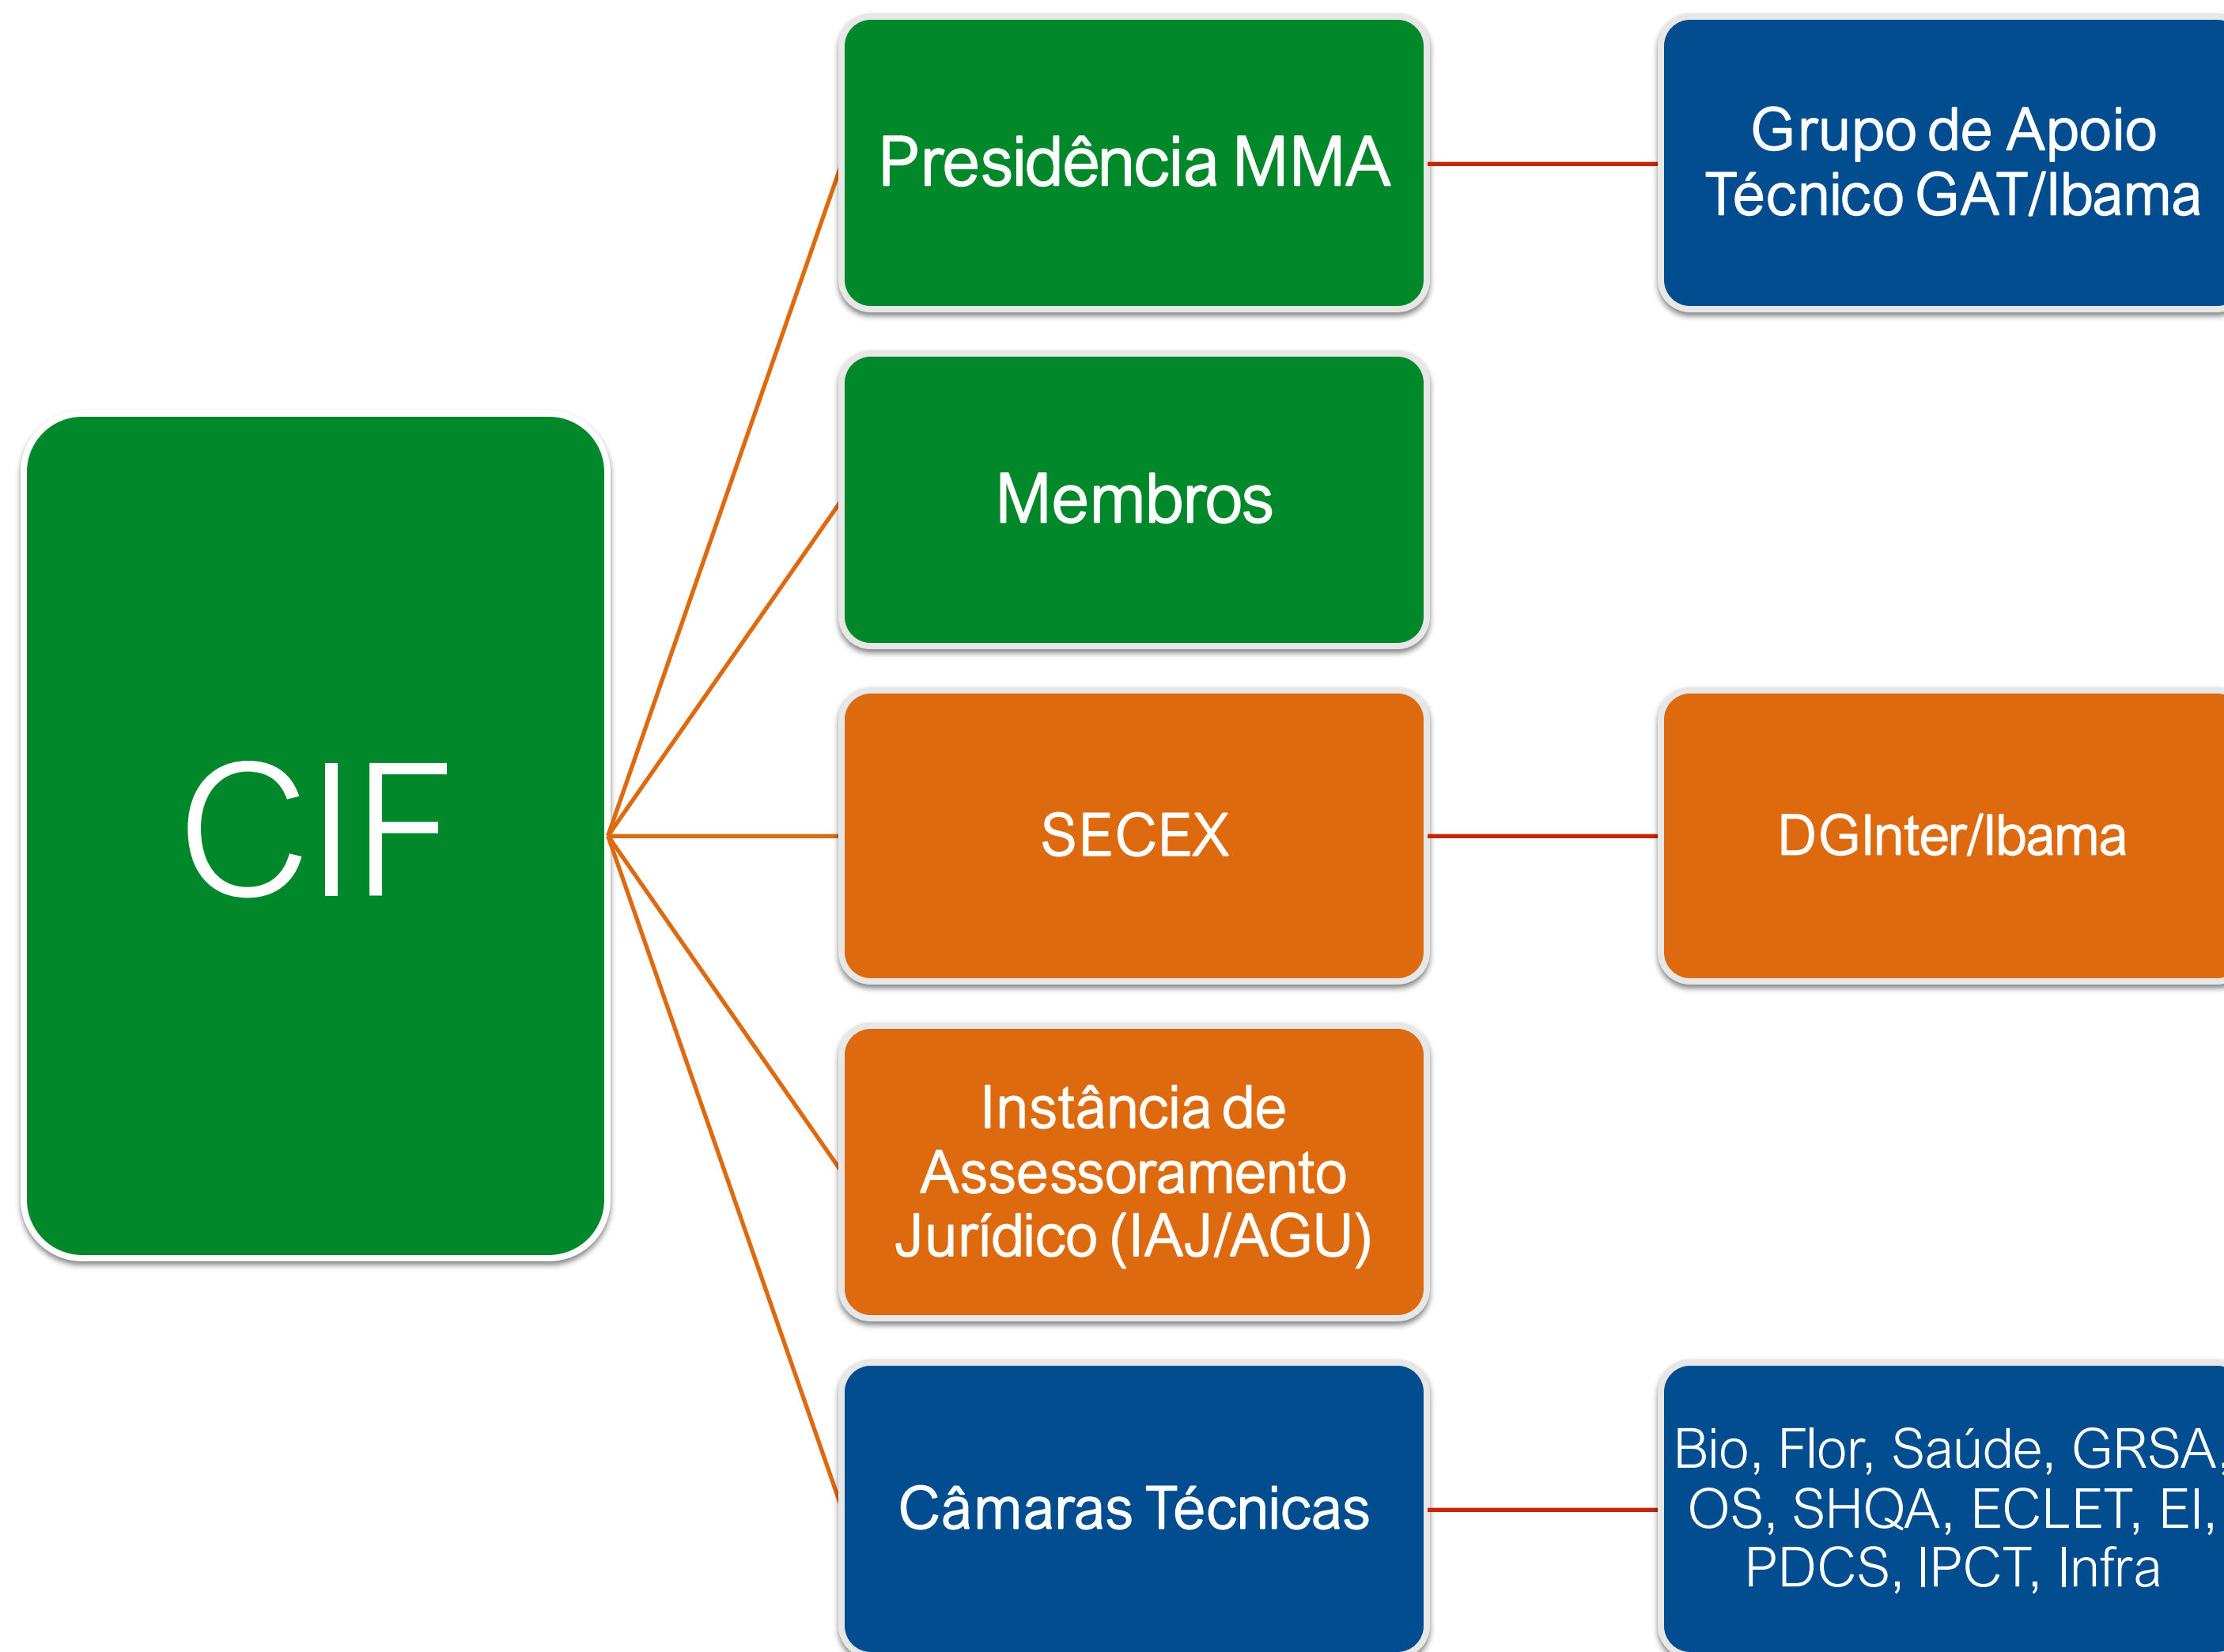 CIF
Presidência MMA
Grupo de Apoio
Técnico GAT/Ibama
Membros
SECEX
DGInter/Ibama
Instância de
Assessoramento
Jurídico (IAJ/AGU)
Câmaras Técnicas
Bio, Flor, Saúde, GRSA,
OS, SHQA, ECLET, EI,
PDCS, IPCT, Infra